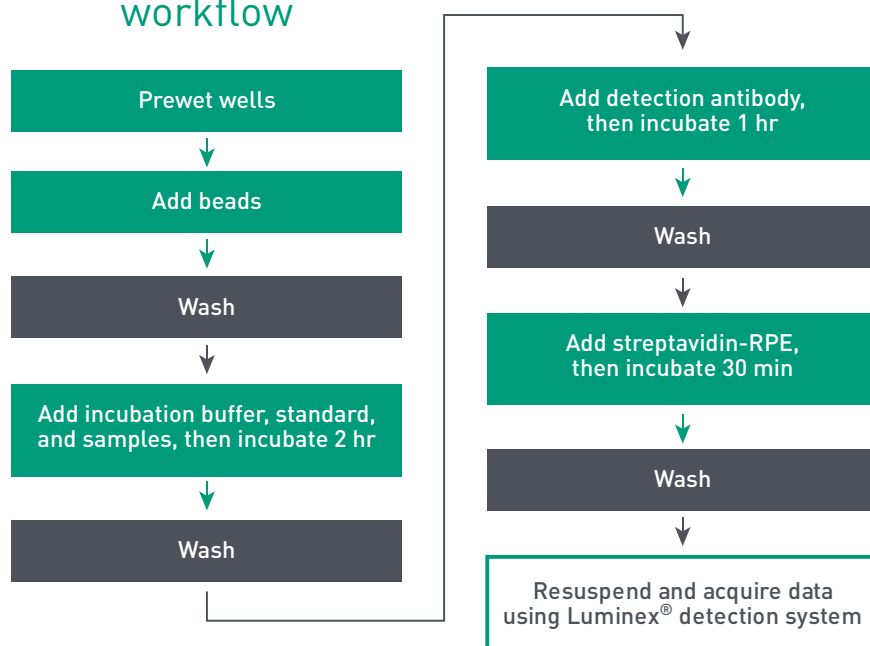 workflow
Prewet wells
Add beads
Wash
Add incubation buffer, standard,
and samples, then incubate 2 hr
Wash
Add detection antibody,
then incubate 1 hr
Wash
Add streptavidin-RPE,
then incubate 30 min
Wash
Resuspend and acquire data
using Luminex® detection system